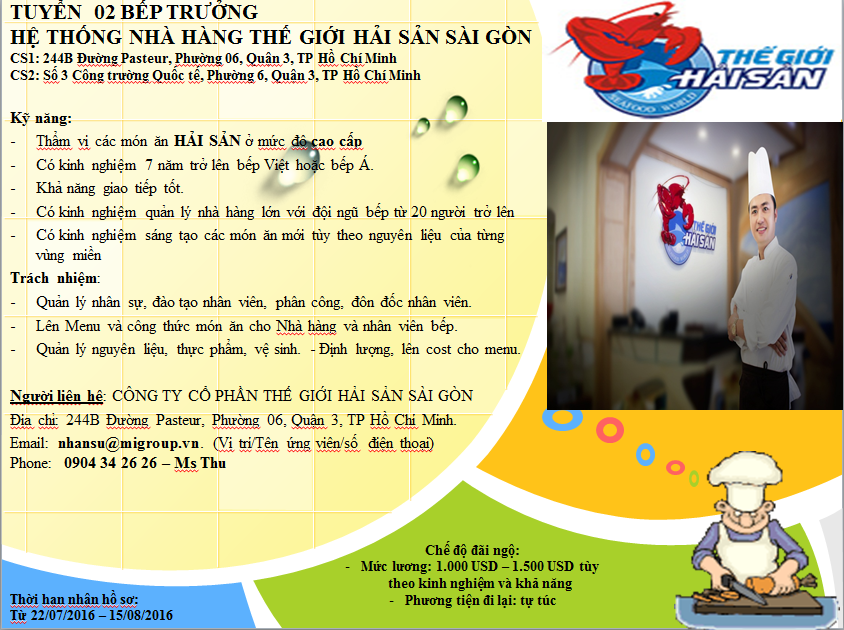 TUYỂN 02 BẾP TRƯỞNG
HỆ THỐNG NHÀ HÀNG THẾ GIỚI HẢI SẢN SÀI GÒN
CS1: 244B Đường Pasteur, Phường 06, Quận 3, TP Hồ Chí Minh
CS2: Số 3 Công trường Quốc tế, Phường 6, Quận 3, TP Hồ Chí Minh
Kỹ năng:
- Thẩm vị các món ăn HẢI SẢN ở mức độ cao cấp
- Có kinh nghiệm 7 năm trở lên bếp Việt hoặc bếp Á.
- Khả năng giao tiếp tốt.
- Có kinh nghiệm quản lý nhà hàng lớn với đội ngũ bếp từ 20 người trở lên
- Có kinh nghiệm sáng tạo các món ăn mới tùy theo nguyên liệu của từng
vùng miền
Trách nhiệm:
- Quản lý nhân sự, đào tạo nhân viên, phân công, đôn đốc nhân viên.
- Lên Menu và công thức món ăn cho Nhà hàng và nhân viên bếp.
- Quản lý nguyên liệu, thực phẩm, vệ sinh. - Định lượng, lên cost cho menu.
Người liên hệ: CÔNG TY CỔ PHẦN THẾ GIỚI HẢI SẢN SÀI GÒN
Địa chỉ: 244B Đường Pasteur, Phường 06, Quận 3, TP Hồ Chí Minh.
Email: nhansu@migroup.vn. (Vị trí/Tên ứng viên/số điện thoại)
Phone: 0904 34 26 26 – Ms Thu
THẾ GIỚI
HẢI SẢN
SEAFOOD WORLD
THẾ GIỚI
HẢI SẢN
Chế độ đãi ngộ:
- Mức lương: 1.000 USD – 1.500 USD tùy
theo kinh nghiệm và khả năng
- Phương tiện đi lại: tự túc
Thời hạn nhận hồ sơ:
Từ 22/07/2016 – 15/08/2016